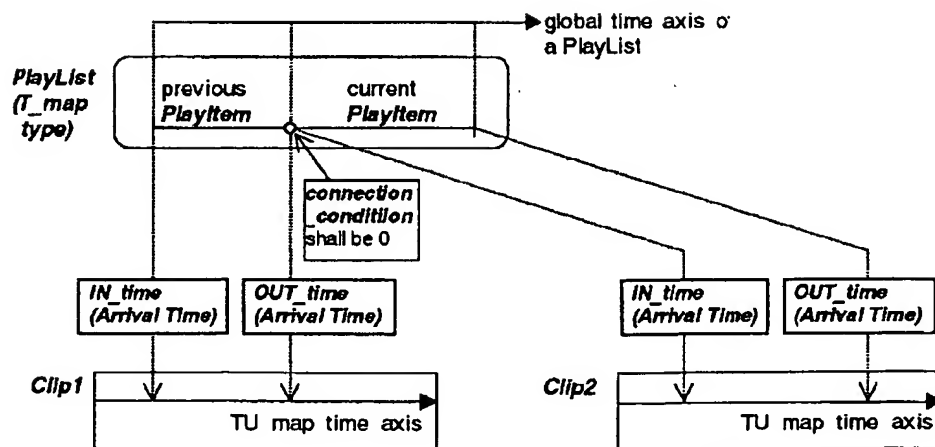 global time axis o
a PlayList
PlayList
(T_map
type)
previous
PlayItem
current
PlayItem
connection
_condition
shall be 0
IN_time
(Arrival Time)
OUT_time
(Arrival Time)
IN_time
(Arrival Time)
OUT_time
(Arrival Time)
Clip1
TU map time axis
Clip2
TU map time axis